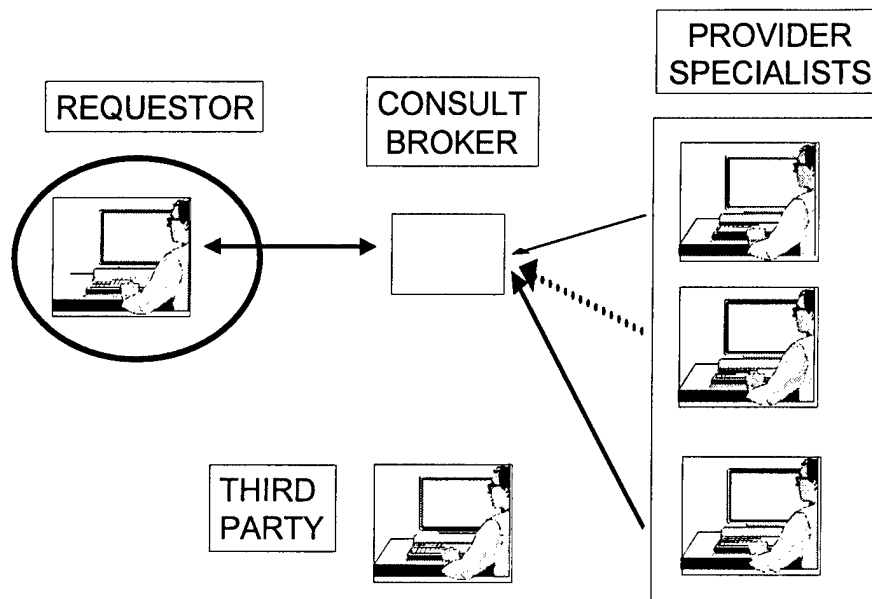 REQUESTOR
CONSULT
BROKER
PROVIDER
SPECIALISTS
THIRD
PARTY